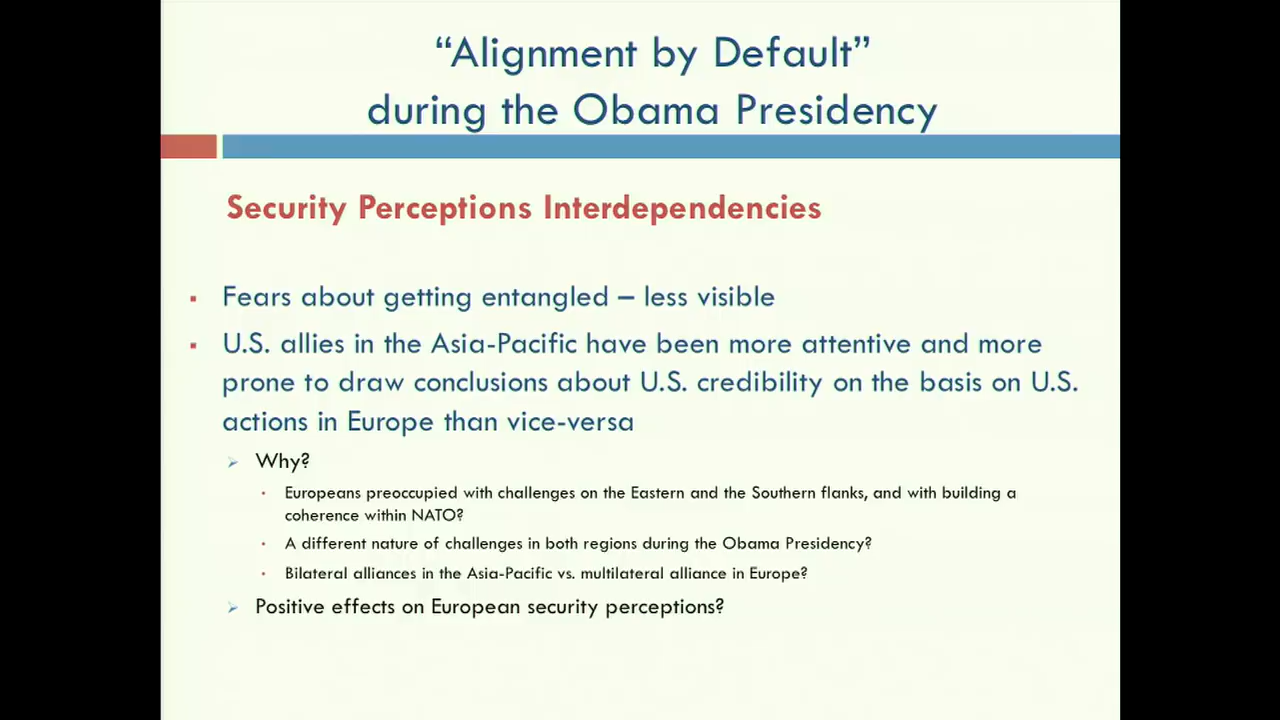 “Alignment by Default”
during the Obama Presidency
Security Perceptions Interdependencies
▪ Fears about getting entangled – less visible
▪ U.S. allies in the Asia-Pacific have been more attentive and more
prone to draw conclusions about U.S. credibility on the basis on U.S.
actions in Europe than vice-versa
➢ Why?
• Europeans preoccupied with challenges on the Eastern and the Southern flanks, and with building a
coherence within NATO?
• A different nature of challenges in both regions during the Obama Presidency?
• Bilateral alliances in the Asia-Pacific vs. multilateral alliance in Europe?
➢ Positive effects on European security perceptions?